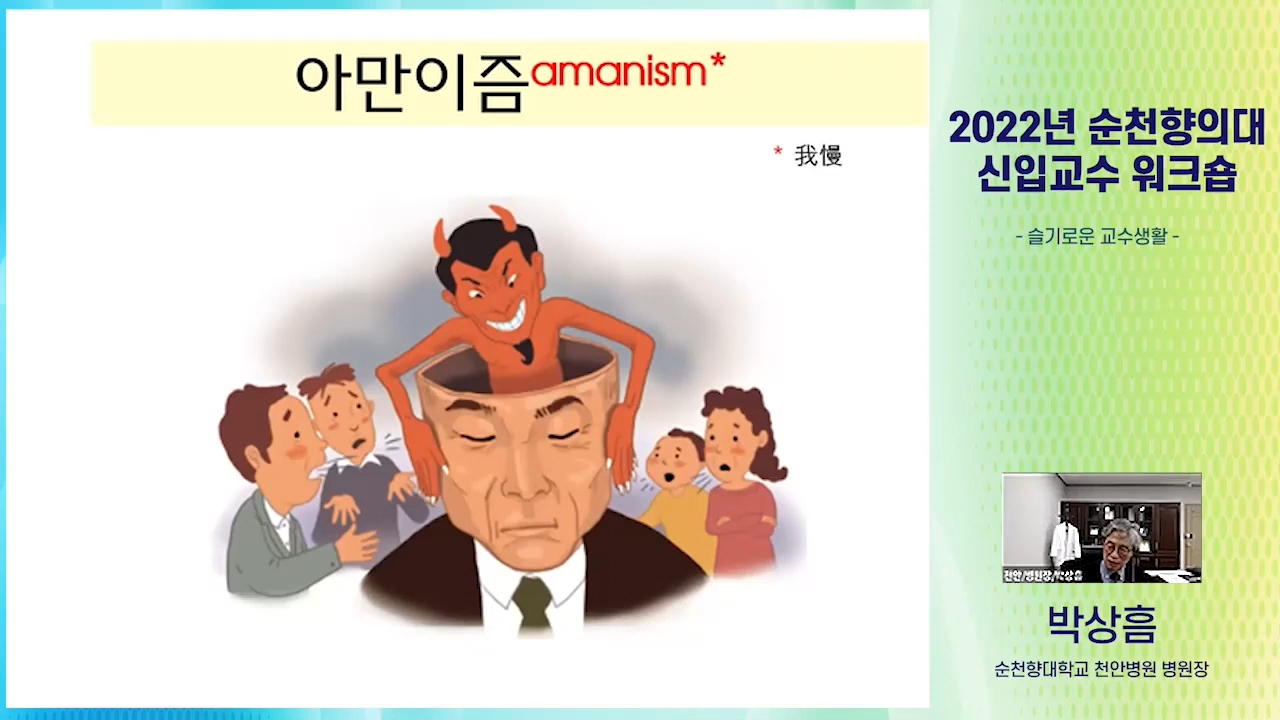 아만이즘amanism*
* 我慢
2022년 순천향의대
신입교수 워크숍
- 슬기로운 교수생활 -
천안/병원장/박상흠
박상흠
순천향대학교 천안병원 병원장